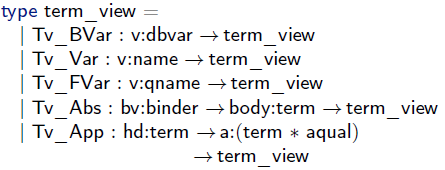 type term_view =
| Tv_BVar : v:dbvar → term_view
| Tv_Var : v:name → term_view
| Tv_FVar : v:qname → term_view
| Tv_Abs : bv:binder → body:term → term_view
| Tv_App : hd:term → a:(term * aqual)
→ term_view